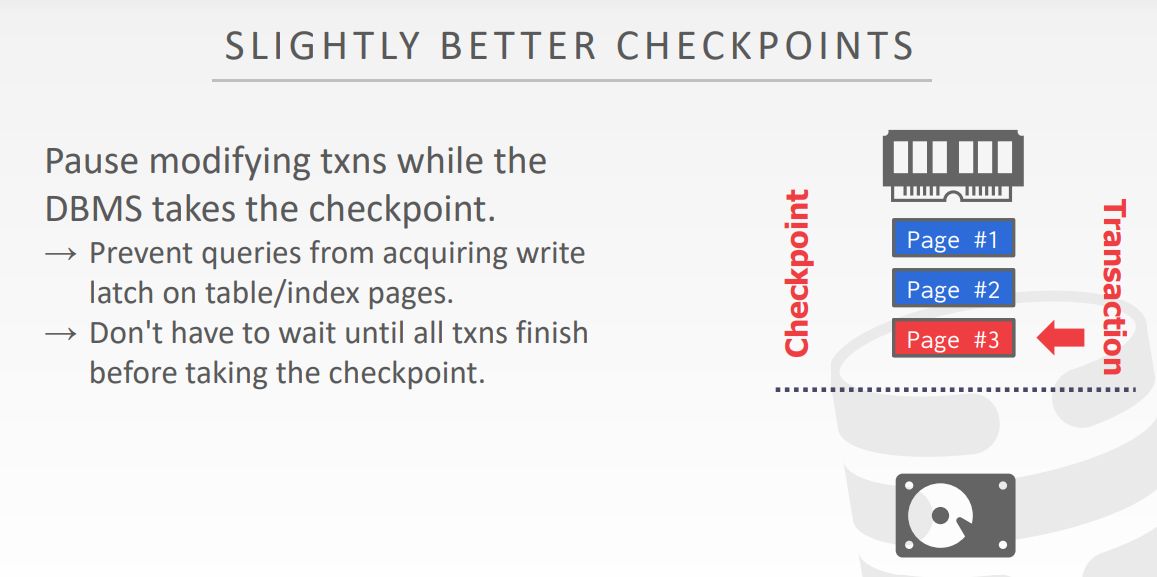 SLIGHTLY BETTER CHECKPOINTS
Pause modifying txns while the
DBMS takes the checkpoint.
→ Prevent queries from acquiring write
latch on table/index pages.
→ Don't have to wait until all txns finish
before taking the checkpoint.
Checkpoint
Page #1
Page #2
Page #3
Transaction